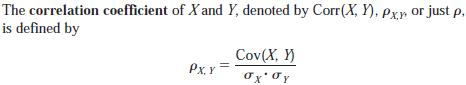 The correlation coefficient of X and Y, denoted by Corr(X, Y), ρX,Y, or just ρ,
is defined by
ρX, Y = Cov(X, Y) / σX · σY